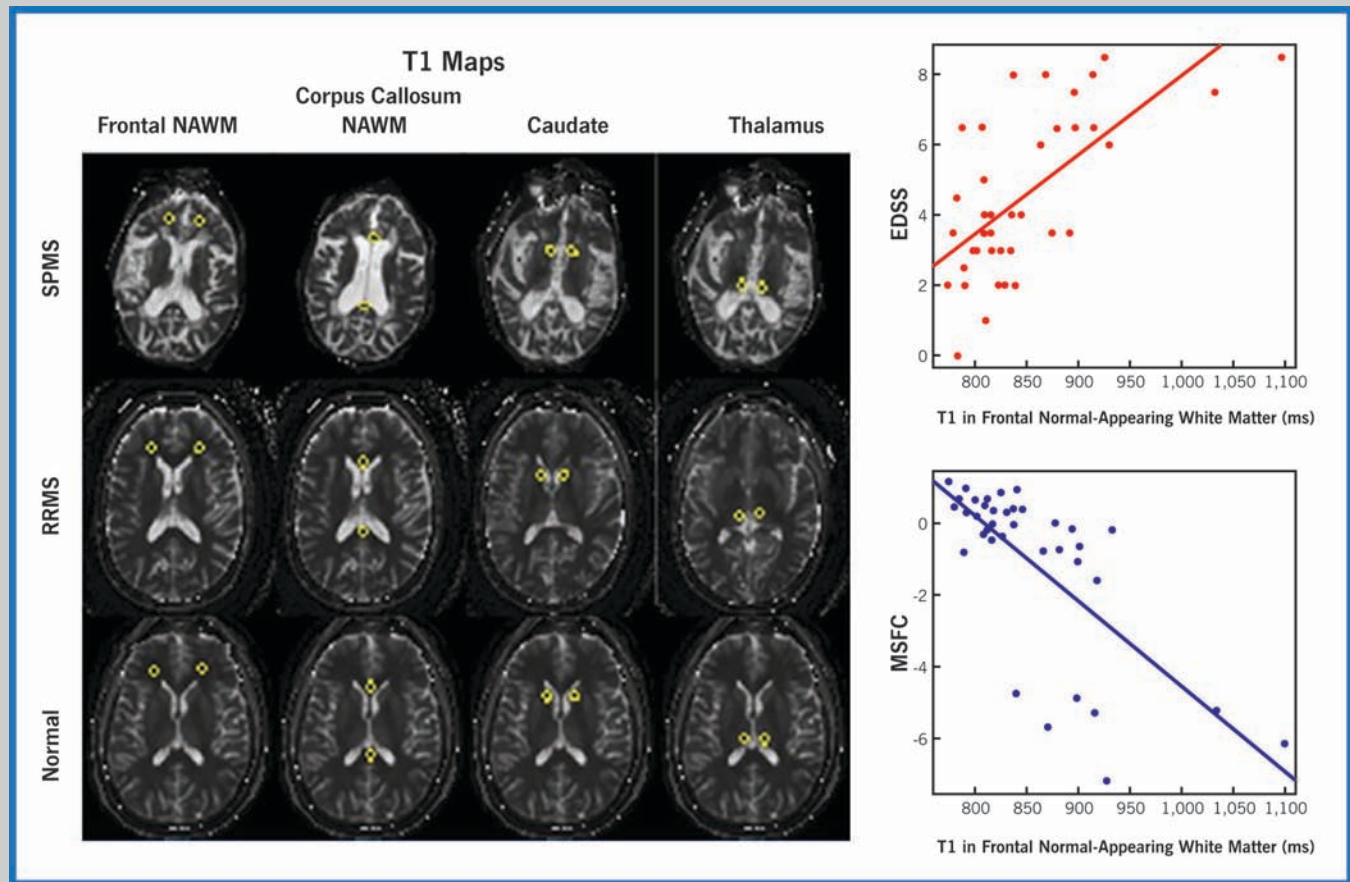 T1 Maps
Frontal NAWM
Corpus Callosum
NAWM
Caudate
Thalamus
SPMS
RRMS
Normal
EDSS
8
6
4
2
0
800 850 900 950 1,000 1,050 1,100
T1 in Frontal Normal-Appearing White Matter (ms)
MSFC
0
-2
-4
-6
800 850 900 950 1,000 1,050 1,100
T1 in Frontal Normal-Appearing White Matter (ms)